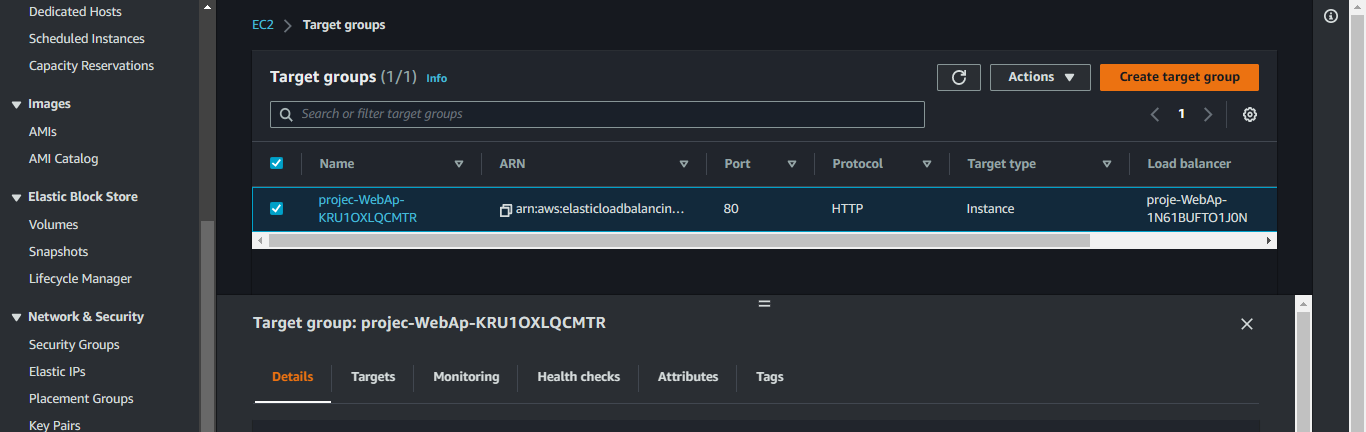 Dedicated Hosts
Scheduled Instances
Capacity Reservations
Images
AMIs
AMI Catalog
Elastic Block Store
Volumes
Snapshots
Lifecycle Manager
Network & Security
Security Groups
Elastic IPs
Placement Groups
Key Pairs
EC2 > Target groups
Target groups (1/1) Info
Actions
Create target group
Search or filter target groups
1
Name ARN Port Protocol Target type Load balancer
projec-WebAp-
KRU1OXLQCMTR
arn:aws:elasticloadbalancin...
80
HTTP
Instance
proje-WebAp-
1N61BUFTO1J0N
Target group: projec-WebAp-KRU1OXLQCMTR
Details Targets Monitoring Health checks Attributes Tags